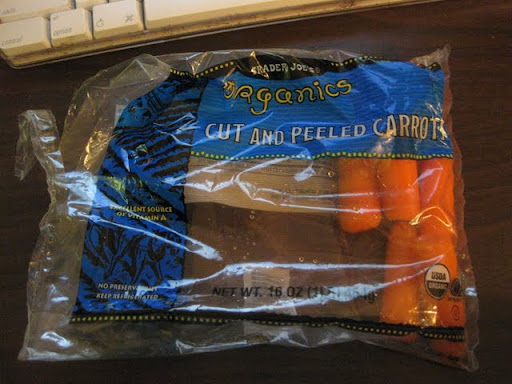 TRADER JOE'S
Organics
CUT AND PEELED CARROTS
EXCELLENT SOURCE
OF VITAMIN A
NO PRESERVATIVES
KEEP REFRIGERATED
NET WT. 16 OZ (1LB)
USDA
ORGANIC